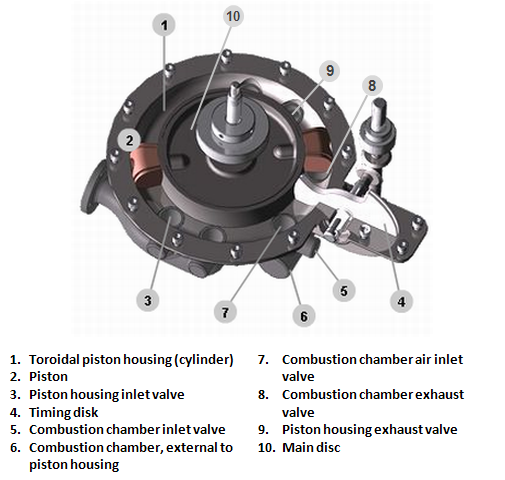 1
10
9
8
2
3
7
6
5
4
1. Toroidal piston housing (cylinder)
2. Piston
3. Piston housing inlet valve
4. Timing disk
5. Combustion chamber inlet valve
6. Combustion chamber, external to
piston housing
7. Combustion chamber air inlet
valve
8. Combustion chamber exhaust
valve
9. Piston housing exhaust valve
10. Main disc